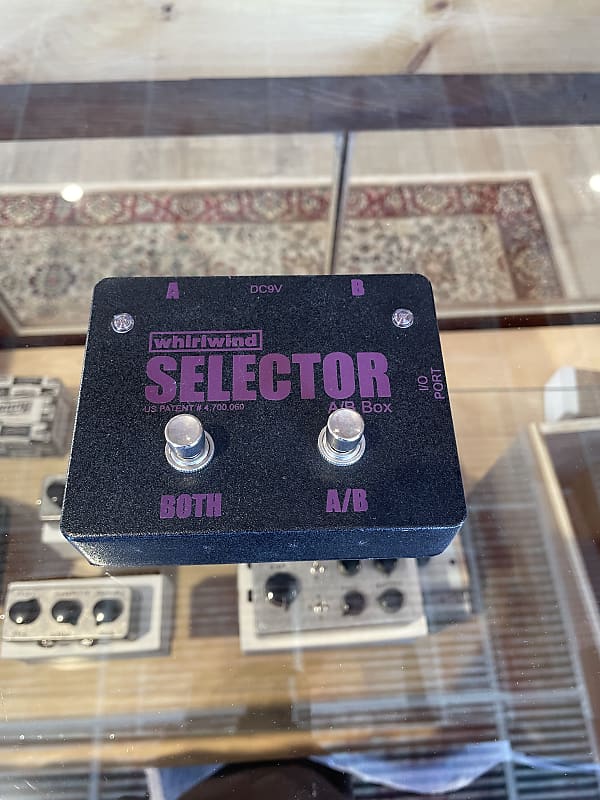 A DC9V B
whirlwind
SELECTOR
US PATENT # 4,700,060
A/B Box
I/O
PORT
BOTH A/B